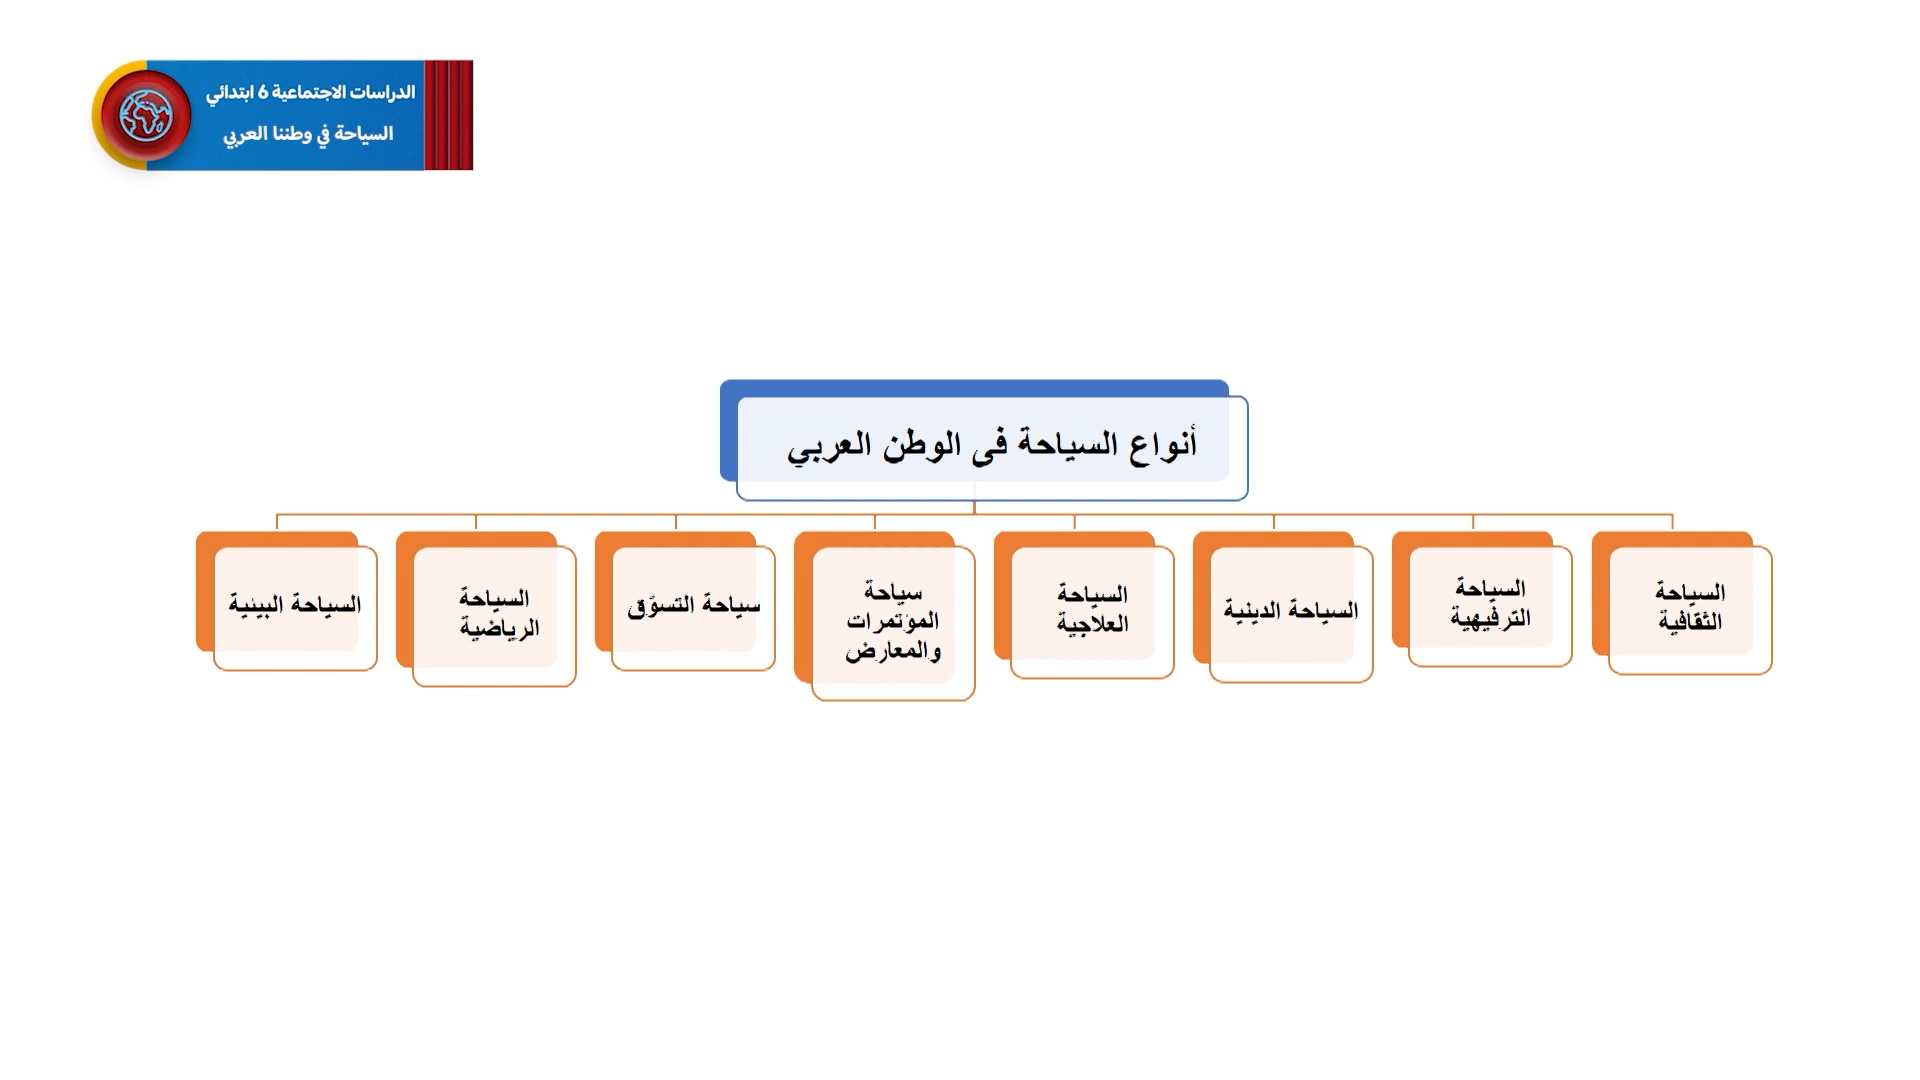 الدراسات الاجتماعية 6 ابتدائي
السياحة في وطننا العربي
أنواع السياحة فى الوطن العربي
السياحة
الثقافية
السياحة
الترفيهية
السياحة الدينية
السياحة
العلاجية
سياحة
المؤتمرات
والمعارض
سياحة التسوّق
السياحة
الرياضية
السياحة البيئية